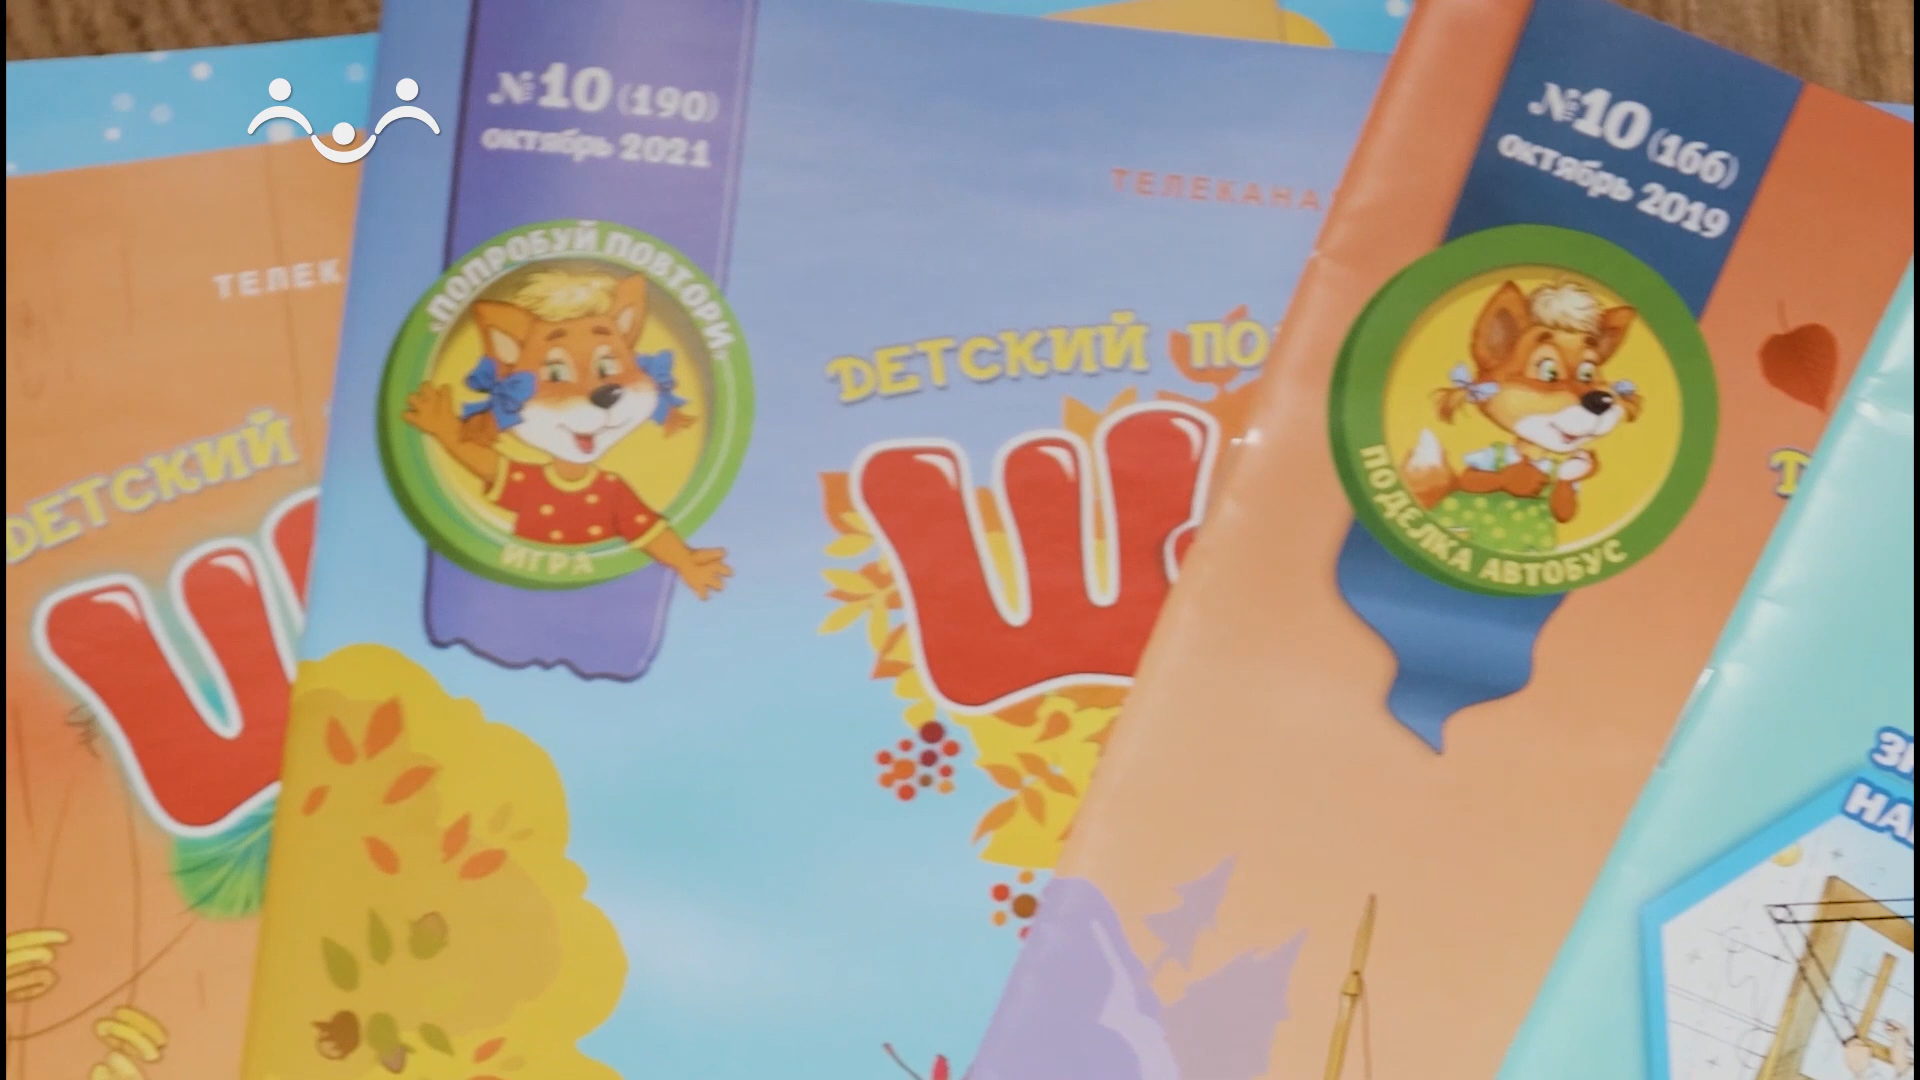 ТЕЛЕК
ДЕТСКИЙ
№10 (190)
октябрь 2021
ПОПРОБУЙ ПОВТОРИ
ИГРА
ТЕЛЕКАНА
ДЕТСКИЙ ПО
Ш
№10 (166)
октябрь 2019
ПОДЕЛКА АВТОБУС